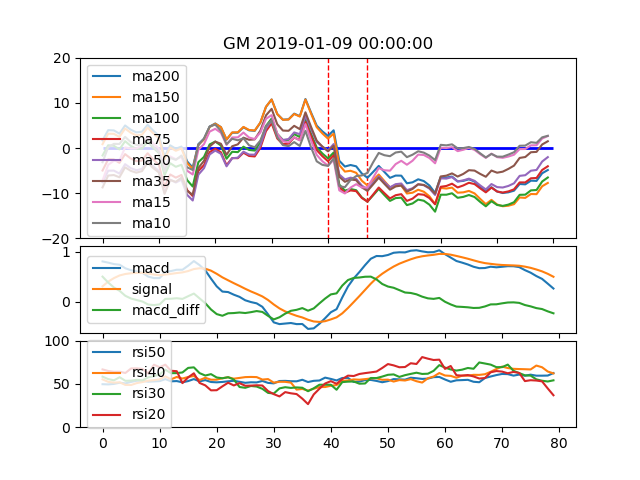 GM 2019-01-09 00:00:00
20
10
0
−10
−20
ma200
ma150
ma100
ma75
ma50
ma35
ma15
ma10
1
0
macd
signal
macd_diff
100
50
0
rsi50
rsi40
rsi30
rsi20
0 10 20 30 40 50 60 70 80